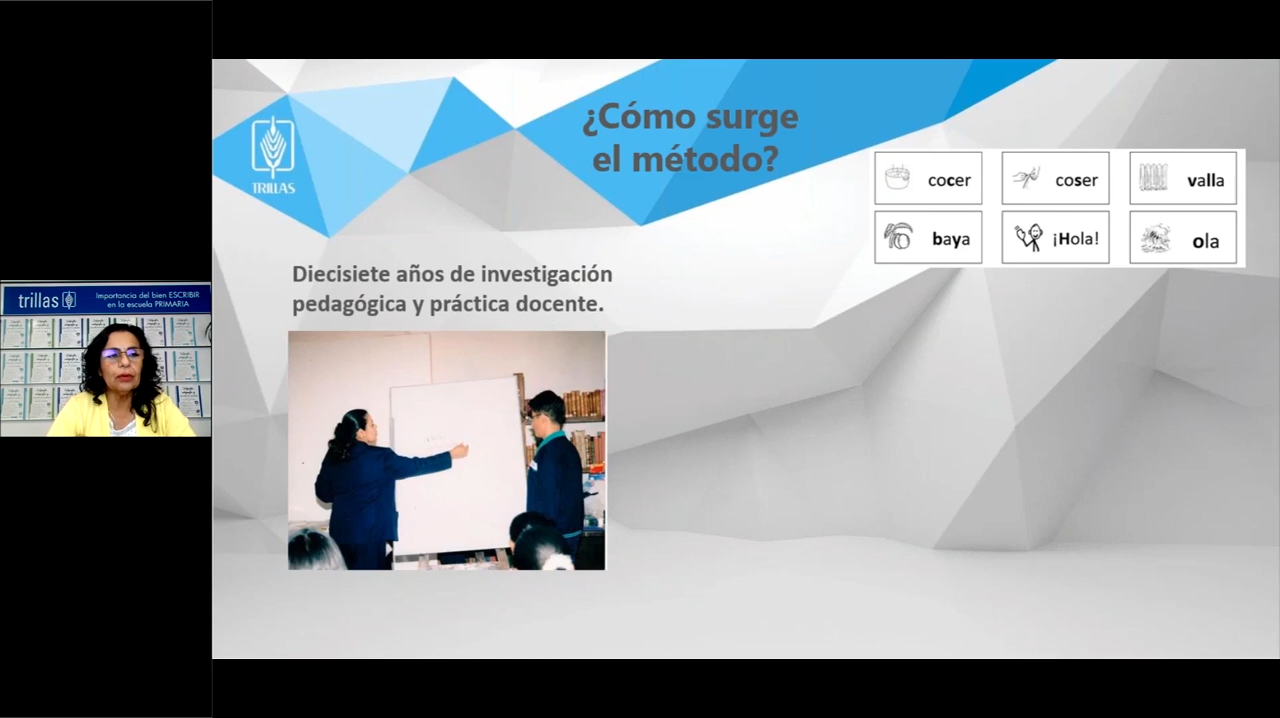 trillas
Importancia del bien ESCRIBIR
en la escuela PRIMARIA
TRILLAS
¿Cómo surge
el método?
cocer
coser
valla
baya
¡Hola!
ola
Diecisiete años de investigación
pedagógica y práctica docente.